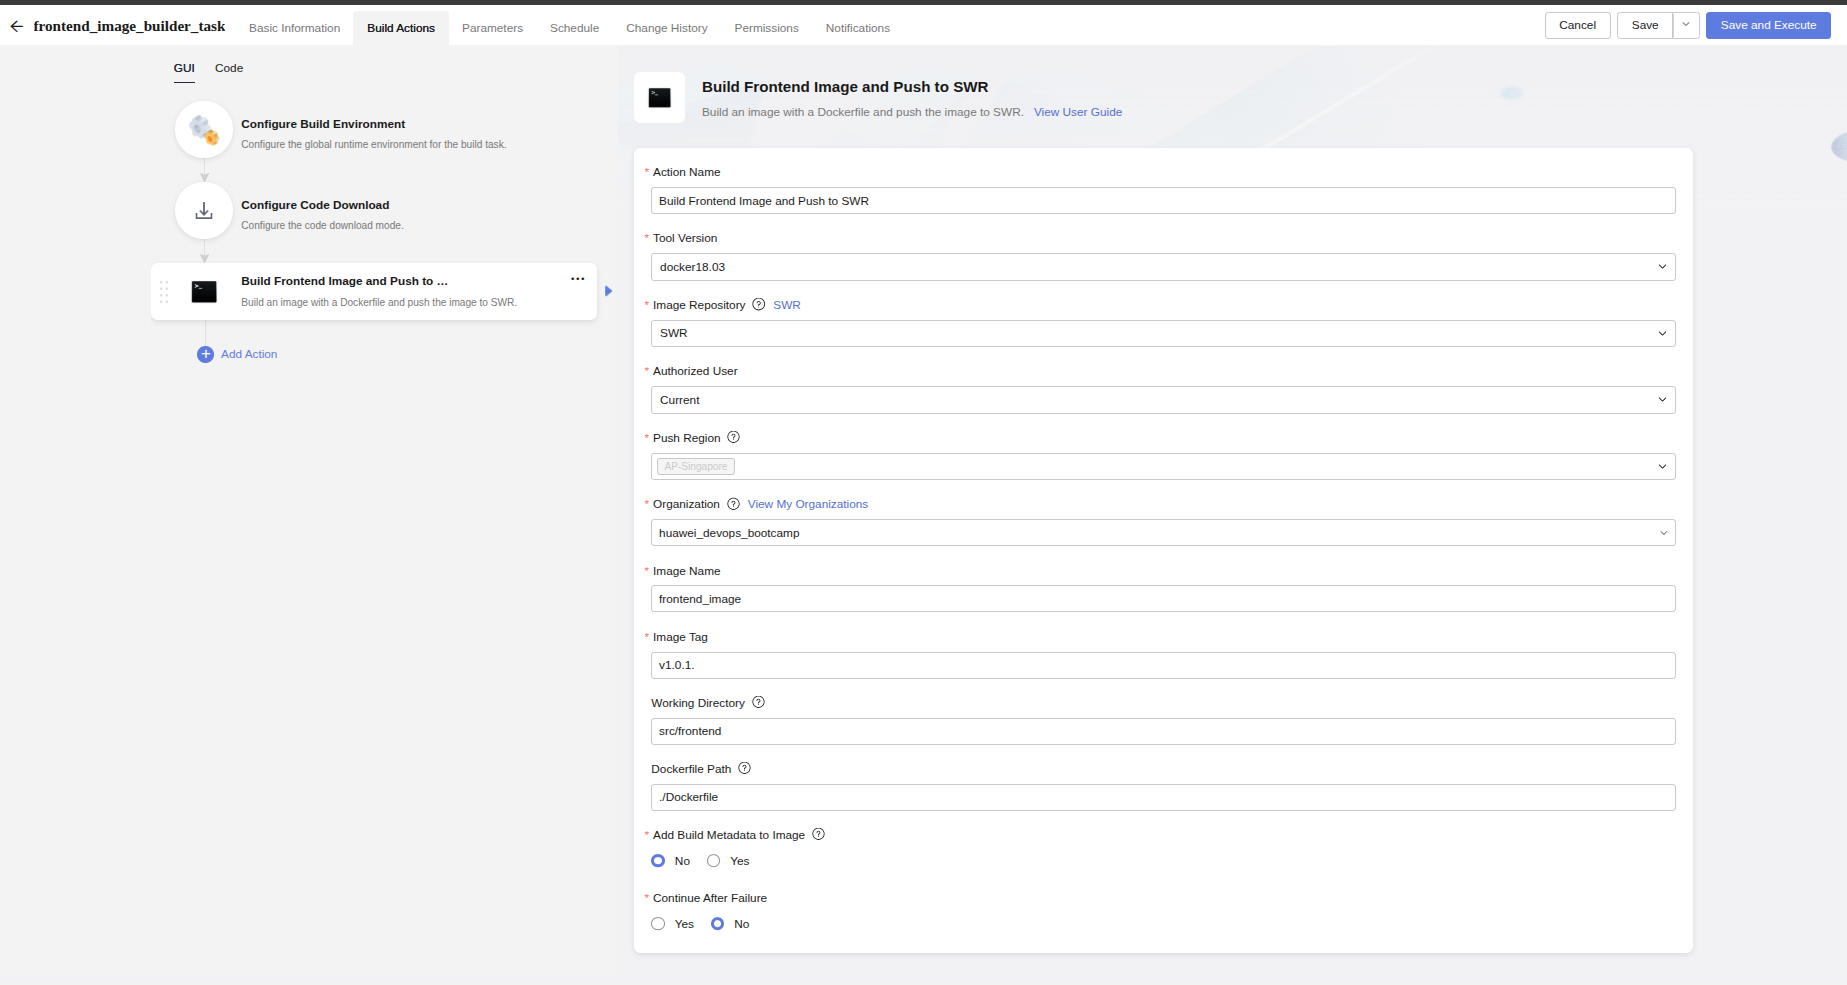 frontend_image_builder_task
Basic Information
Build Actions
Parameters
Schedule
Change History
Permissions
Notifications
Cancel
Save
Save and Execute
GUI
Code
Configure Build Environment
Configure the global runtime environment for the build task.
Configure Code Download
Configure the code download mode.
Build Frontend Image and Push to …
Build an image with a Dockerfile and push the image to SWR.
Add Action
Build Frontend Image and Push to SWR
Build an image with a Dockerfile and push the image to SWR. View User Guide
* Action Name
Build Frontend Image and Push to SWR
* Tool Version
docker18.03
* Image Repository ? SWR
SWR
* Authorized User
Current
* Push Region ?
AP-Singapore
* Organization ? View My Organizations
huawei_devops_bootcamp
* Image Name
frontend_image
* Image Tag
v1.0.1.
Working Directory ?
src/frontend
Dockerfile Path ?
./Dockerfile
* Add Build Metadata to Image ?
No Yes
* Continue After Failure
Yes No